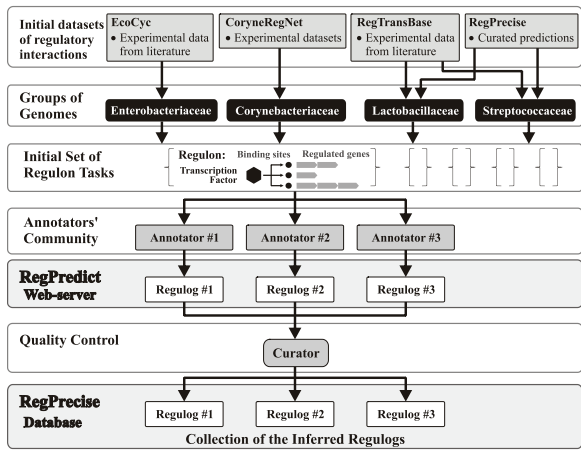 Initial datasets
of regulatory
interactions
EcoCyc
• Experimental data
from literature
CoryneRegNet
• Experimental datasets
RegTransBase
• Experimental data
from literature
RegPrecise
• Curated predictions
Groups of
Genomes
Enterobacteriaceae
Corynebacteriaceae
Lactobacillaceae
Streptococcaceae
Initial Set of
Regulon Tasks
Regulon:
Binding sites
Regulated genes
Transcription
Factor
Annotators'
Community
Annotator #1
Annotator #2
Annotator #3
RegPredict
Web-server
Regulog #1
Regulog #2
Regulog #3
Quality Control
Curator
RegPrecise
Database
Regulog #1
Regulog #2
Regulog #3
Collection of the Inferred Regulogs